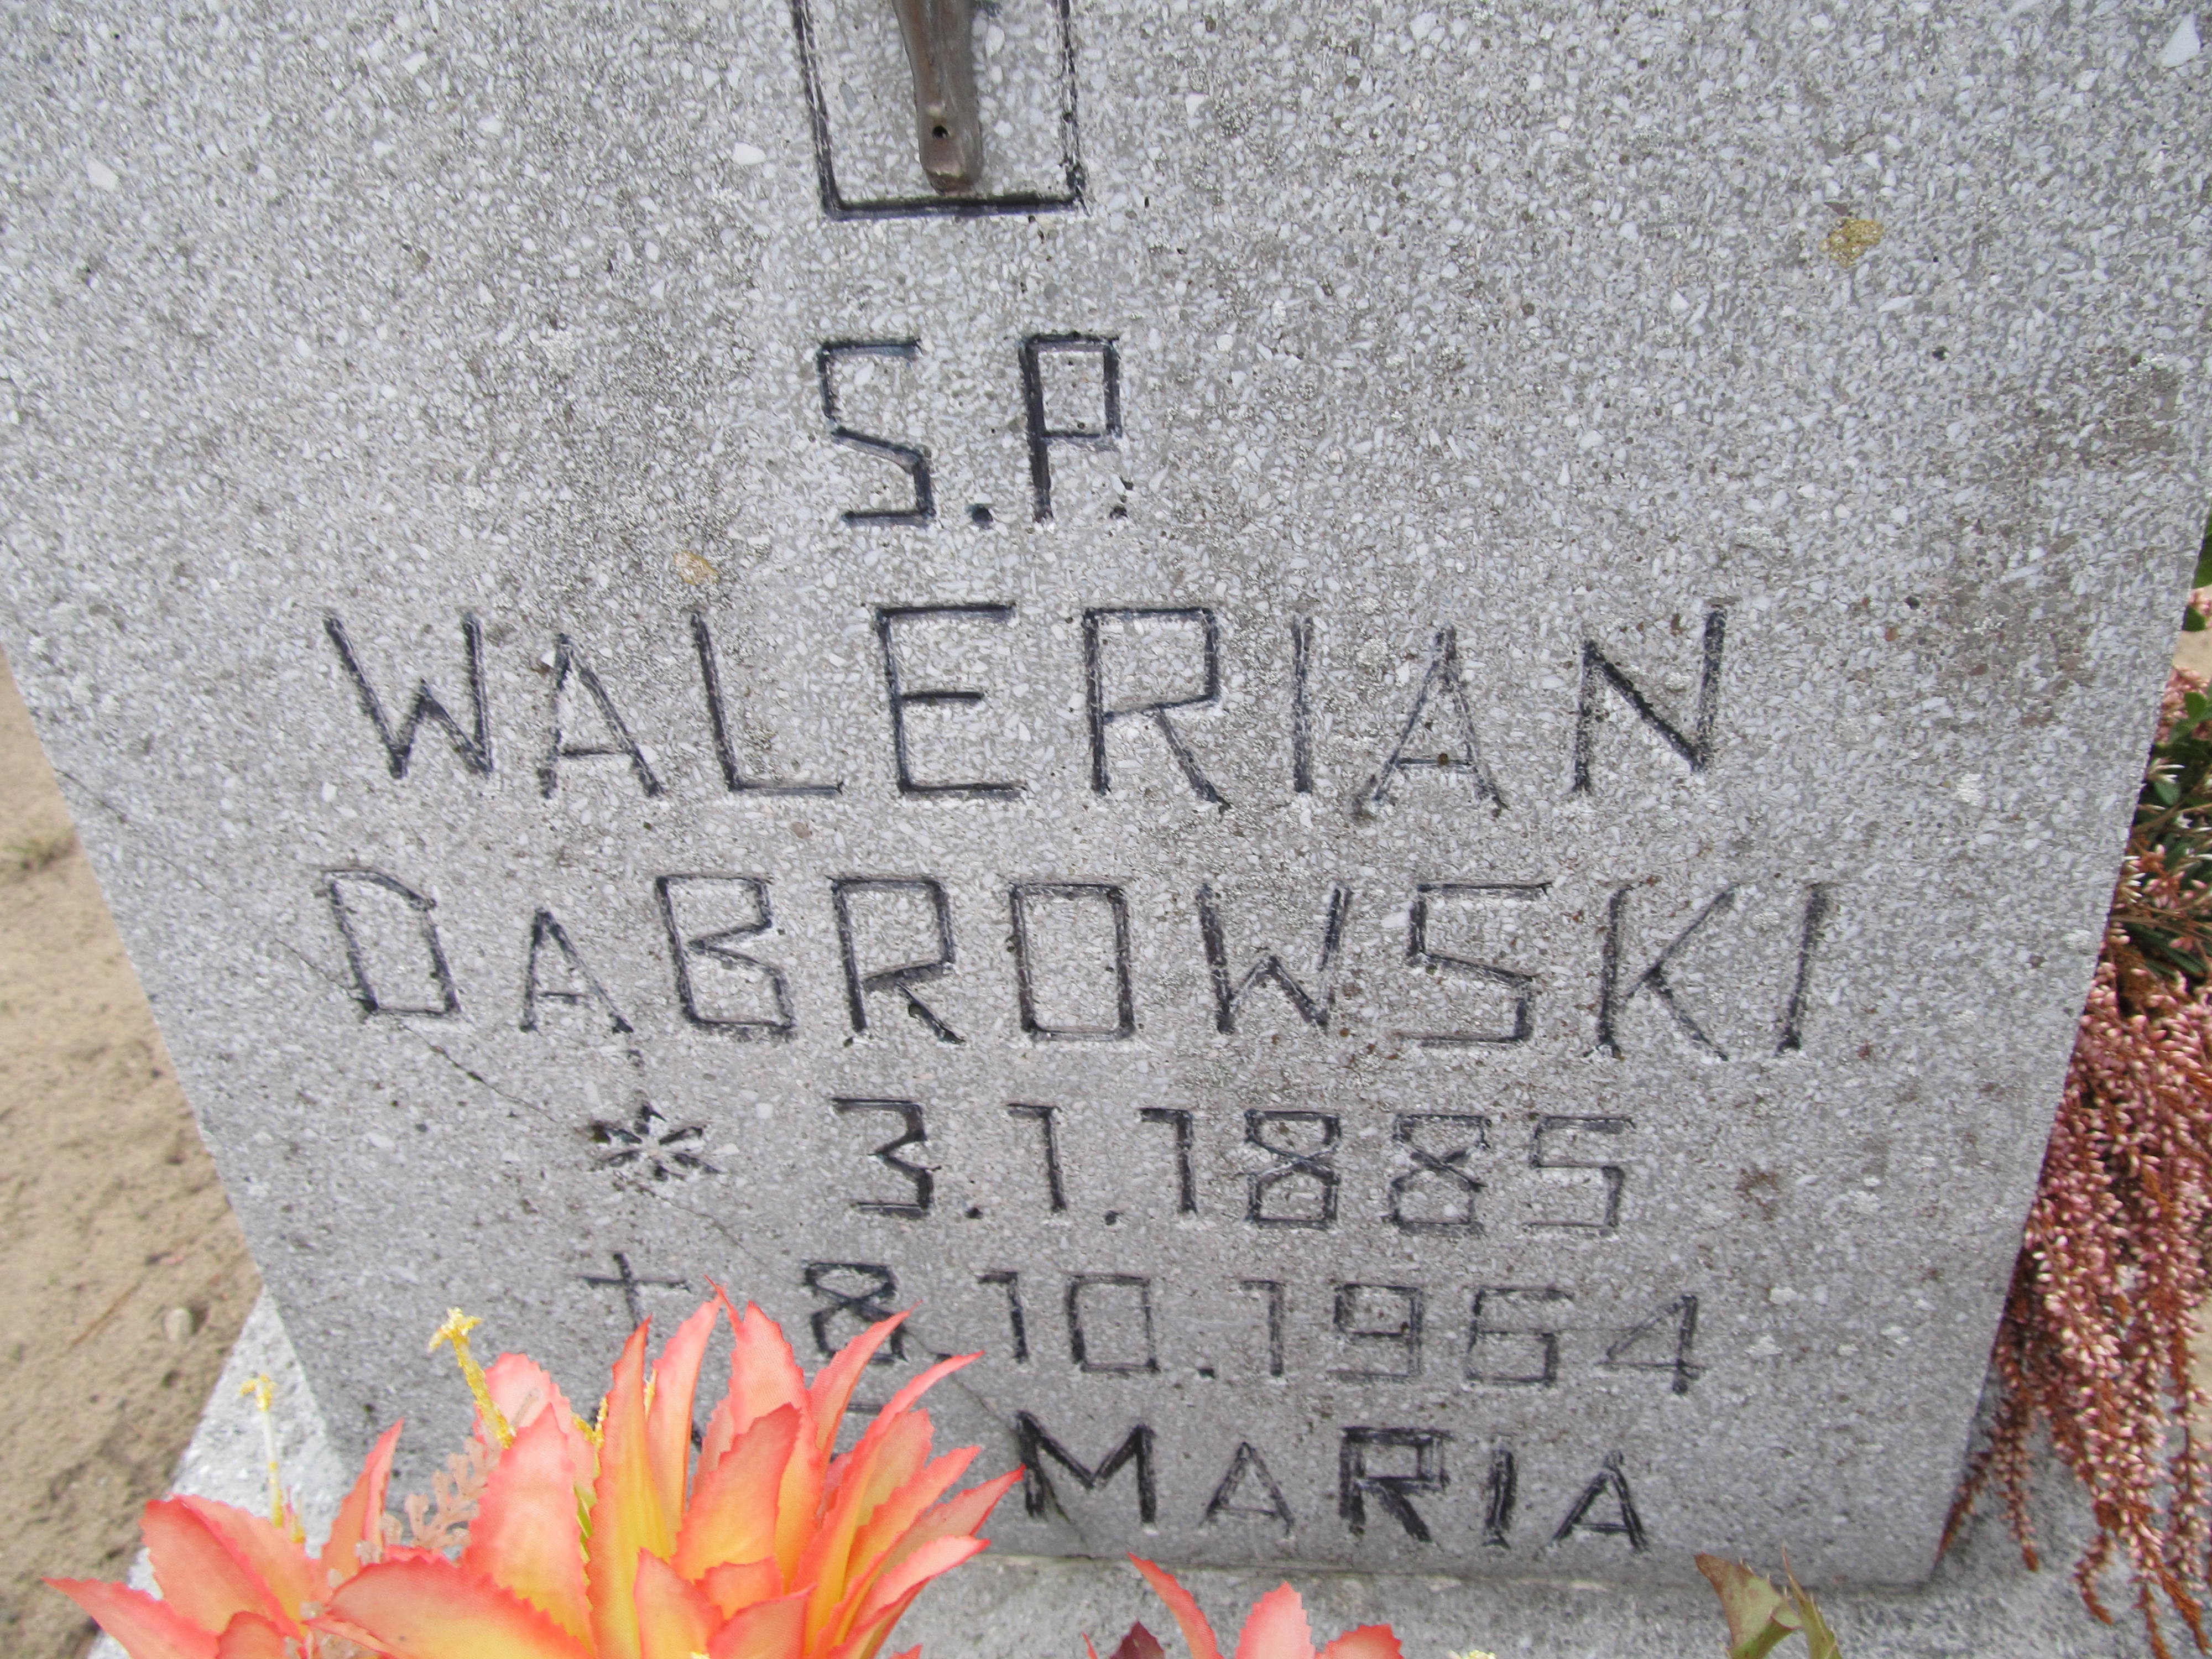 S.P.
WALERIAN
DABROWSKI
* 3.1.1885
† 8.10.1964
MARIA